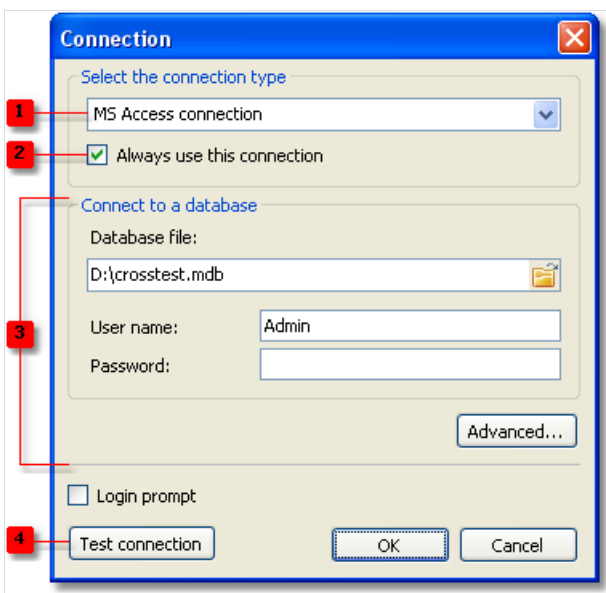 Connection
Select the connection type
1
MS Access connection
2
Always use this connection
Connect to a database
Database file:
D:\crosstest.mdb
3
User name:
Admin
Password:
Advanced...
Login prompt
4
Test connection
OK
Cancel